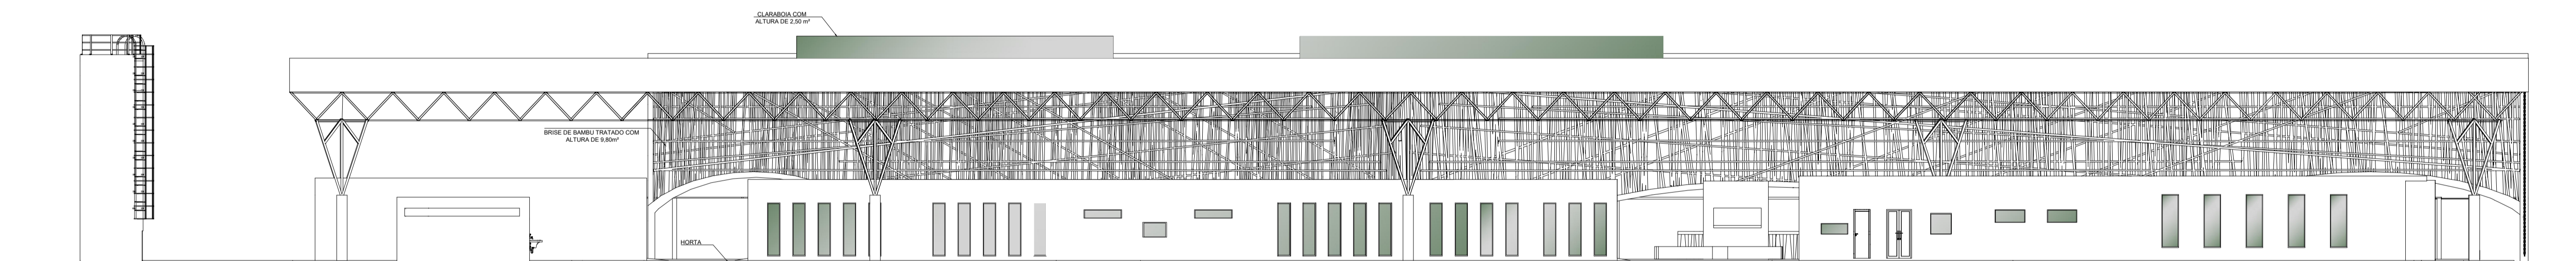 CLARABOIA COM
ALTURA DE 2,50 m²
BRISE DE BAMBU TRATADO COM
ALTURA DE 9,80m²
HORTA